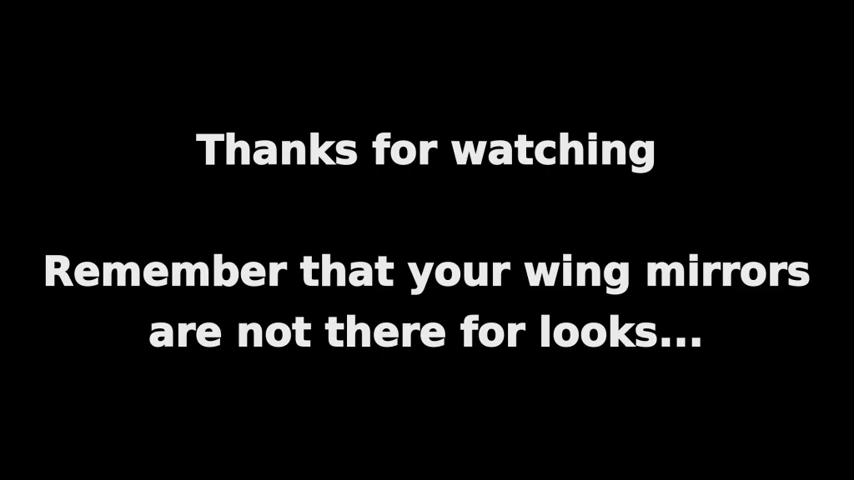 Thanks for watching
Remember that your wing mirrors
are not there for looks...